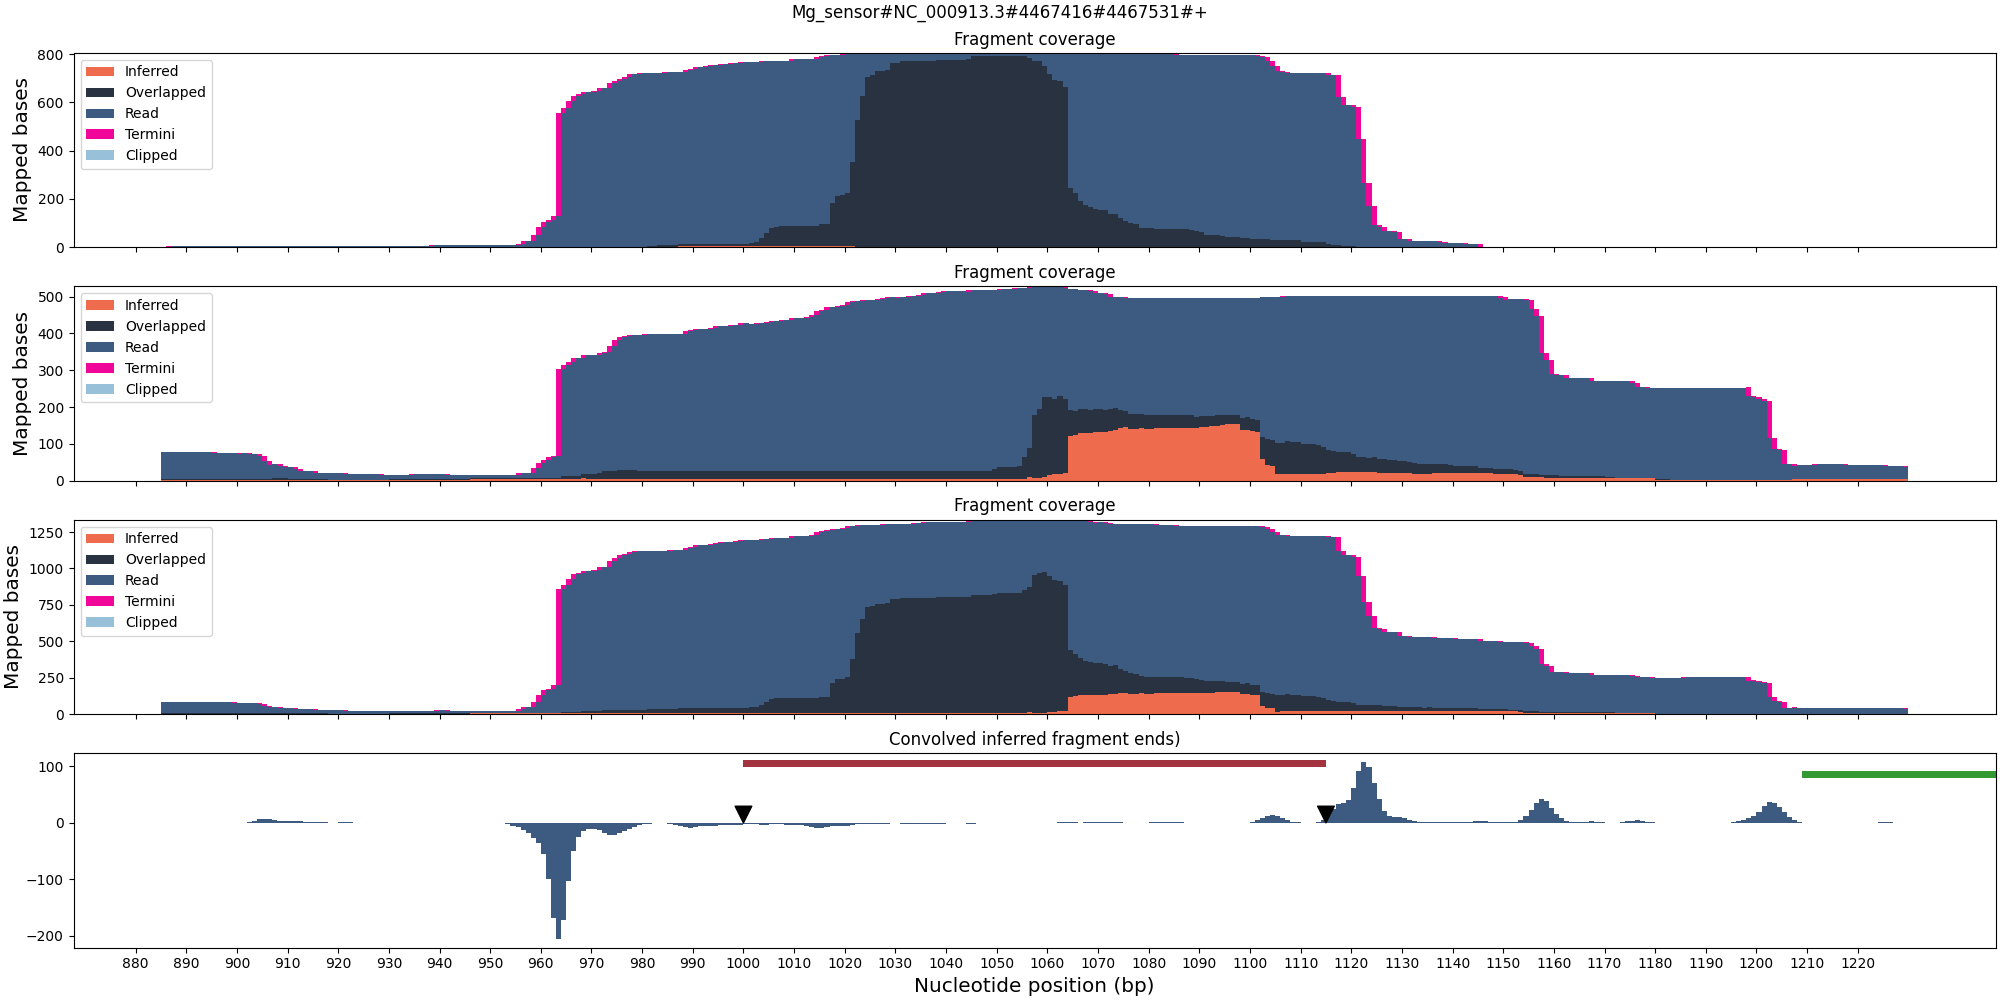 Mg_sensor#NC_000913.3#4467416#4467531#+
Fragment coverage
800
600
400
200
0
Mapped bases
Inferred
Overlapped
Read
Termini
Clipped
Fragment coverage
500
400
300
200
100
0
Mapped bases
Inferred
Overlapped
Read
Termini
Clipped
Fragment coverage
1250
1000
750
500
250
0
Mapped bases
Inferred
Overlapped
Read
Termini
Clipped
Convolved inferred fragment ends)
100
0
−100
−200
880 890 900 910 920 930 940 950 960 970 980 990 1000 1010 1020 1030 1040 1050 1060 1070 1080 1090 1100 1110 1120 1130 1140 1150 1160 1170 1180 1190 1200 1210 1220
Nucleotide position (bp)